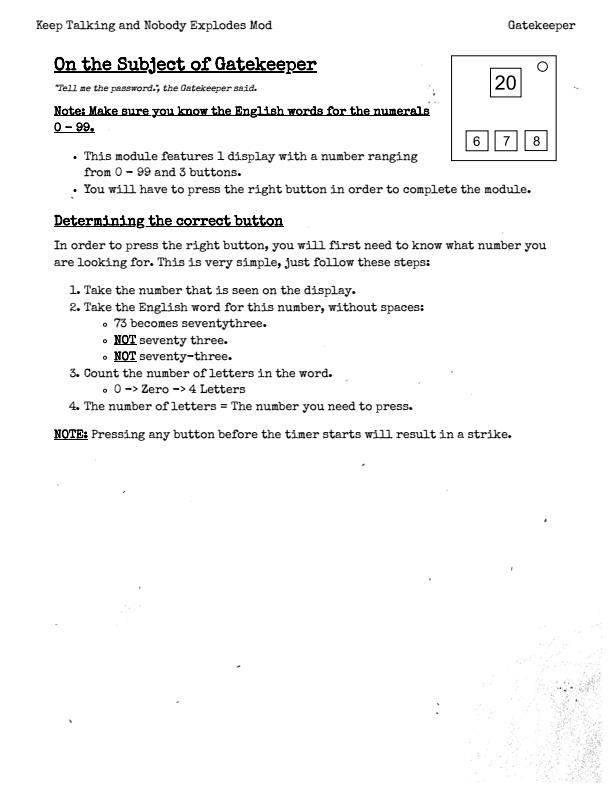 Keep Talking and Nobody Explodes Mod Gatekeeper
On the Subject of Gatekeeper
"Tell me the password.", the Gatekeeper said.
Note: Make sure you know the English words for the numerals
0 – 99.
20
6 7 8
• This module features 1 display with a number ranging
from 0 – 99 and 3 buttons.
• You will have to press the right button in order to complete the module.
Determining the correct button
In order to press the right button, you will first need to know what number you
are looking for. This is very simple, just follow these steps:
1. Take the number that is seen on the display.
2. Take the English word for this number, without spaces:
∘ 73 becomes seventythree.
∘ NOT seventy three.
∘ NOT seventy-three.
3. Count the number of letters in the word.
∘ 0 -> Zero -> 4 Letters
4. The number of letters = The number you need to press.
NOTE: Pressing any button before the timer starts will result in a strike.